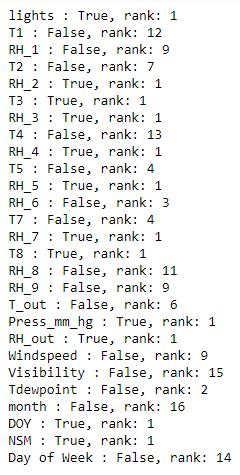 lights : True, rank: 1
T1 : False, rank: 12
RH_1 : False, rank: 9
T2 : False, rank: 7
RH_2 : True, rank: 1
T3 : True, rank: 1
RH_3 : True, rank: 1
T4 : False, rank: 13
RH_4 : True, rank: 1
T5 : False, rank: 4
RH_5 : True, rank: 1
RH_6 : False, rank: 3
T7 : False, rank: 4
RH_7 : True, rank: 1
T8 : True, rank: 1
RH_8 : False, rank: 11
RH_9 : False, rank: 9
T_out : False, rank: 6
Press_mm_hg : True, rank: 1
RH_out : True, rank: 1
Windspeed : False, rank: 9
Visibility : False, rank: 15
Tdewpoint : False, rank: 2
month : False, rank: 16
DOY : True, rank: 1
NSM : True, rank: 1
Day of Week : False, rank: 14